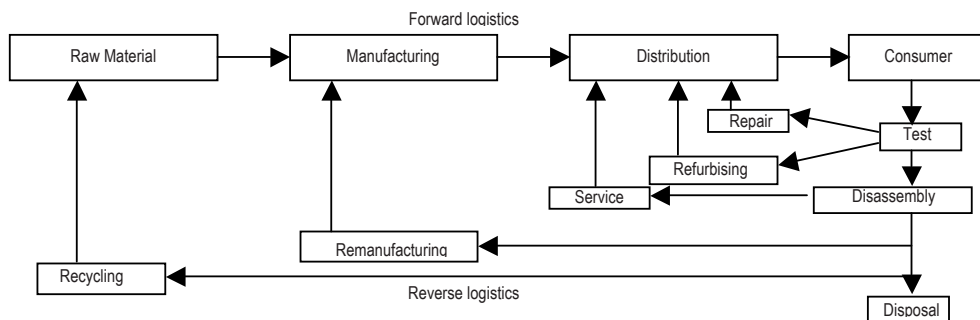 Forward logistics
Raw Material
Manufacturing
Distribution
Consumer
Repair
Test
Refurbising
Service
Disassembly
Remanufacturing
Recycling
Reverse logistics
Disposal